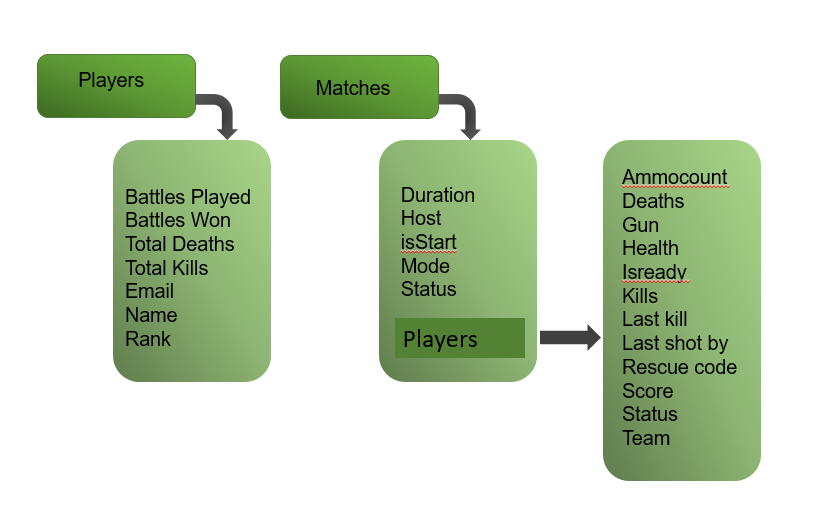 Players
Battles Played
Battles Won
Total Deaths
Total Kills
Email
Name
Rank
Matches
Duration
Host
isStart
Mode
Status
Players
Ammocount
Deaths
Gun
Health
Isready
Kills
Last kill
Last shot by
Rescue code
Score
Status
Team